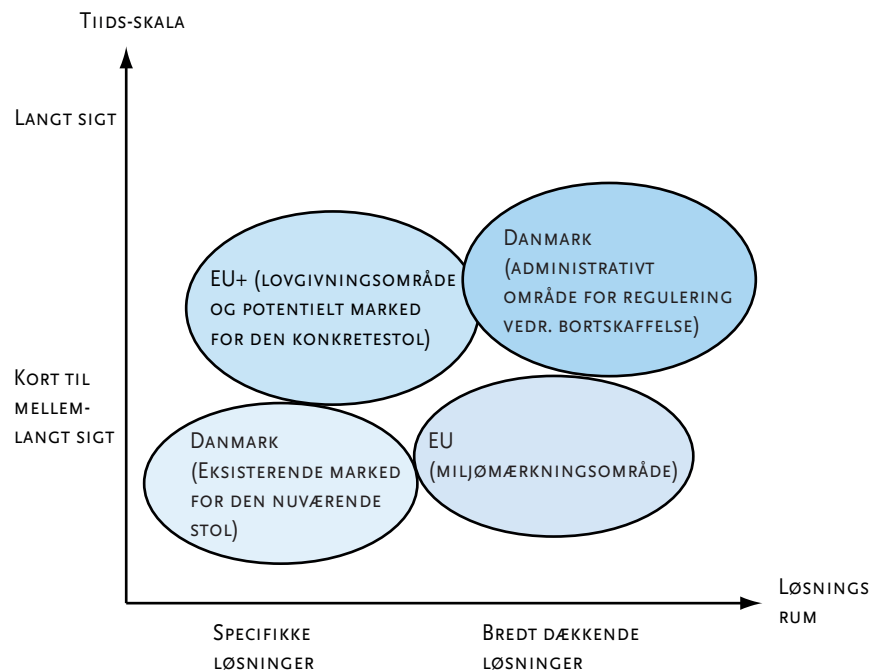 Tiids-skala
Langt sigt
EU+ (lovgivningsområde
og potentielt marked
for den konkretestol)
Danmark
(administrativt
område for regulering
vedr. bortskaffelse)
Kort til
mellem-
langt sigt
Danmark
(Eksisterende marked
for den nuværende
stol)
EU
(miljømærkningsområde)
Løsnings
rum
Specifikke
løsninger
Bredt dækkende
løsninger